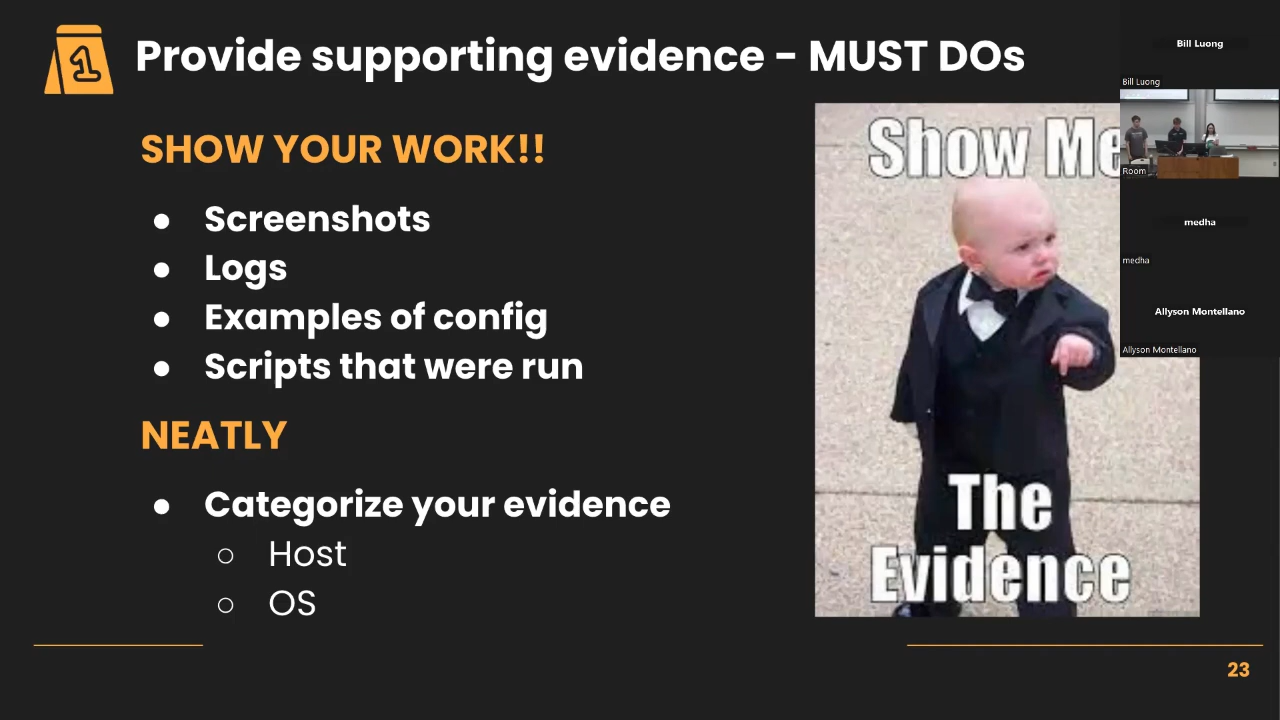 1
Provide supporting evidence - MUST DOs
SHOW YOUR WORK!!
● Screenshots
● Logs
● Examples of config
● Scripts that were run
NEATLY
● Categorize your evidence
○ Host
○ OS
Show Me
The
Evidence
23
Bill Luong
Bill Luong
Room
medha
medha
Allyson Montellano
Allyson Montellano